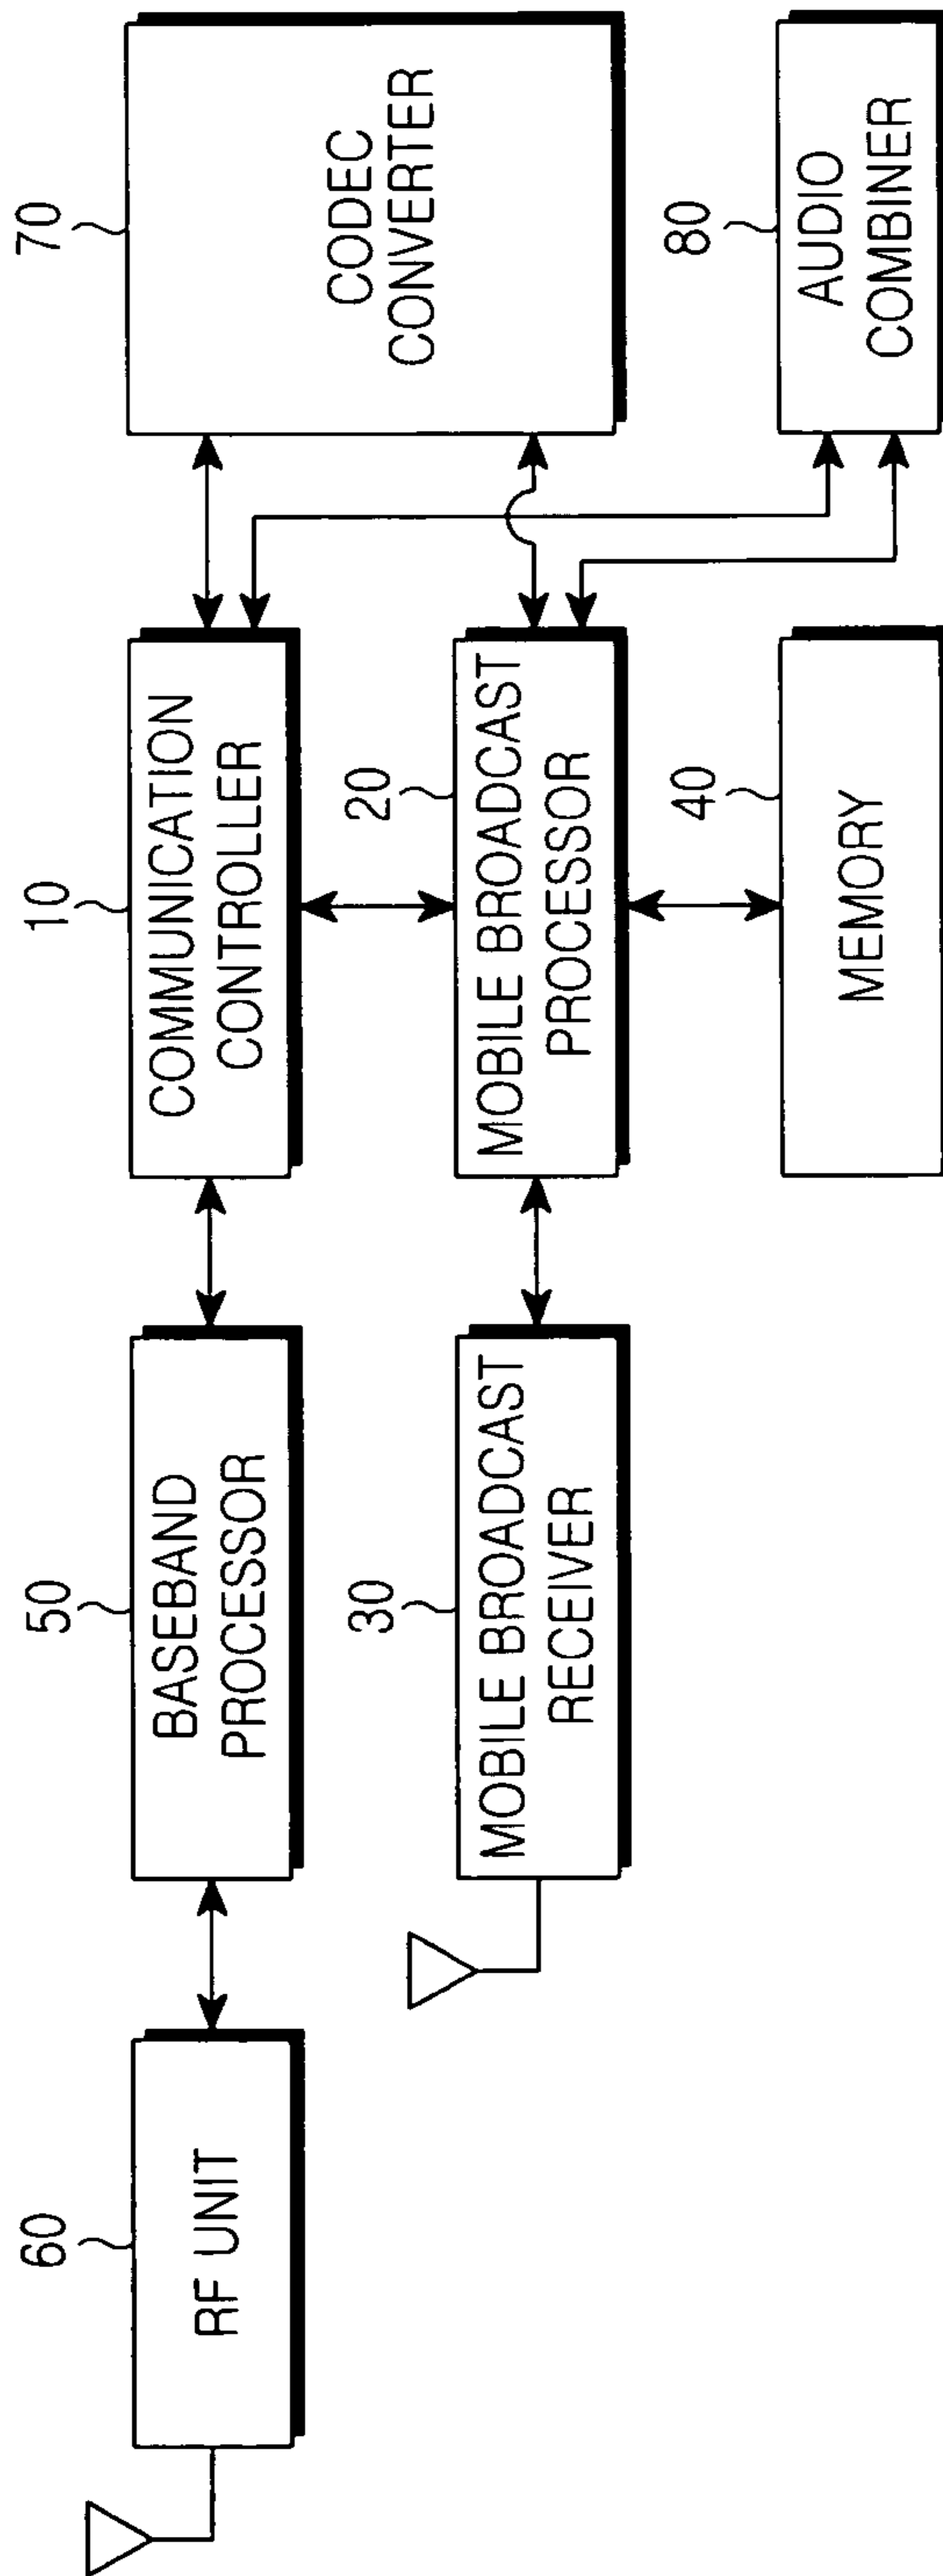 60
RF UNIT
50
BASEBAND
PROCESSOR
10
COMMUNICATION
CONTROLLER
70
CODEC
CONVERTER
30
MOBILE BROADCAST
RECEIVER
20
MOBILE BROADCAST
PROCESSOR
40
MEMORY
80
AUDIO
COMBINER